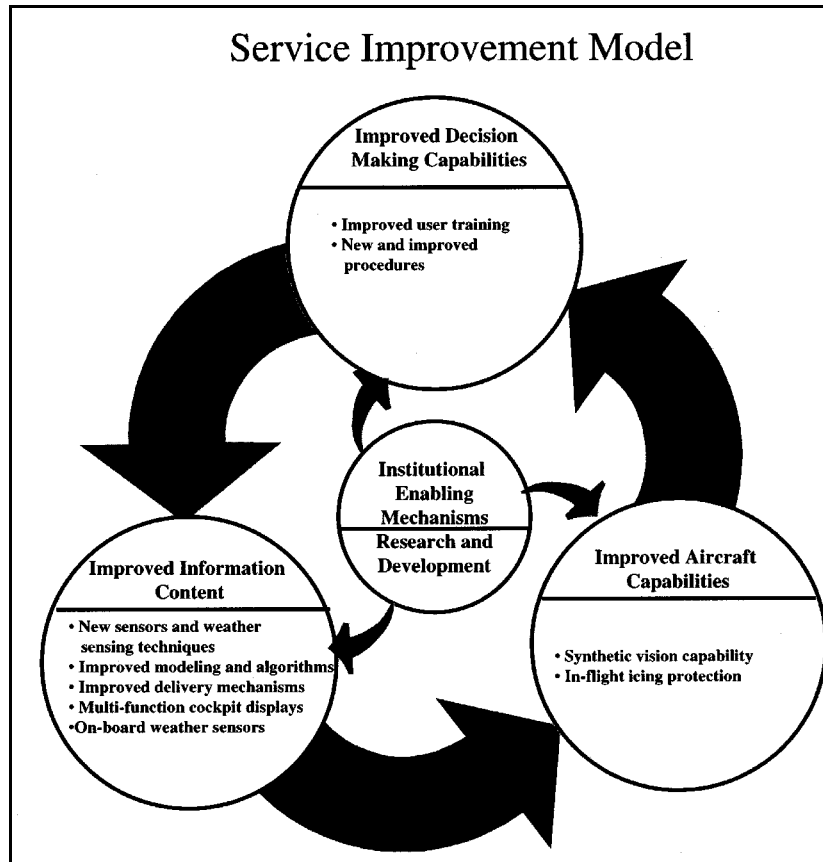 Service Improvement Model
Improved Decision
Making Capabilities
• Improved user training
• New and improved
procedures
Institutional
Enabling
Mechanisms
Research and
Development
Improved Information
Content
• New sensors and weather
sensing techniques
• Improved modeling and algorithms
• Improved delivery mechanisms
• Multi-function cockpit displays
•On-board weather sensors
Improved Aircraft
Capabilities
• Synthetic vision capability
• In-flight icing protection